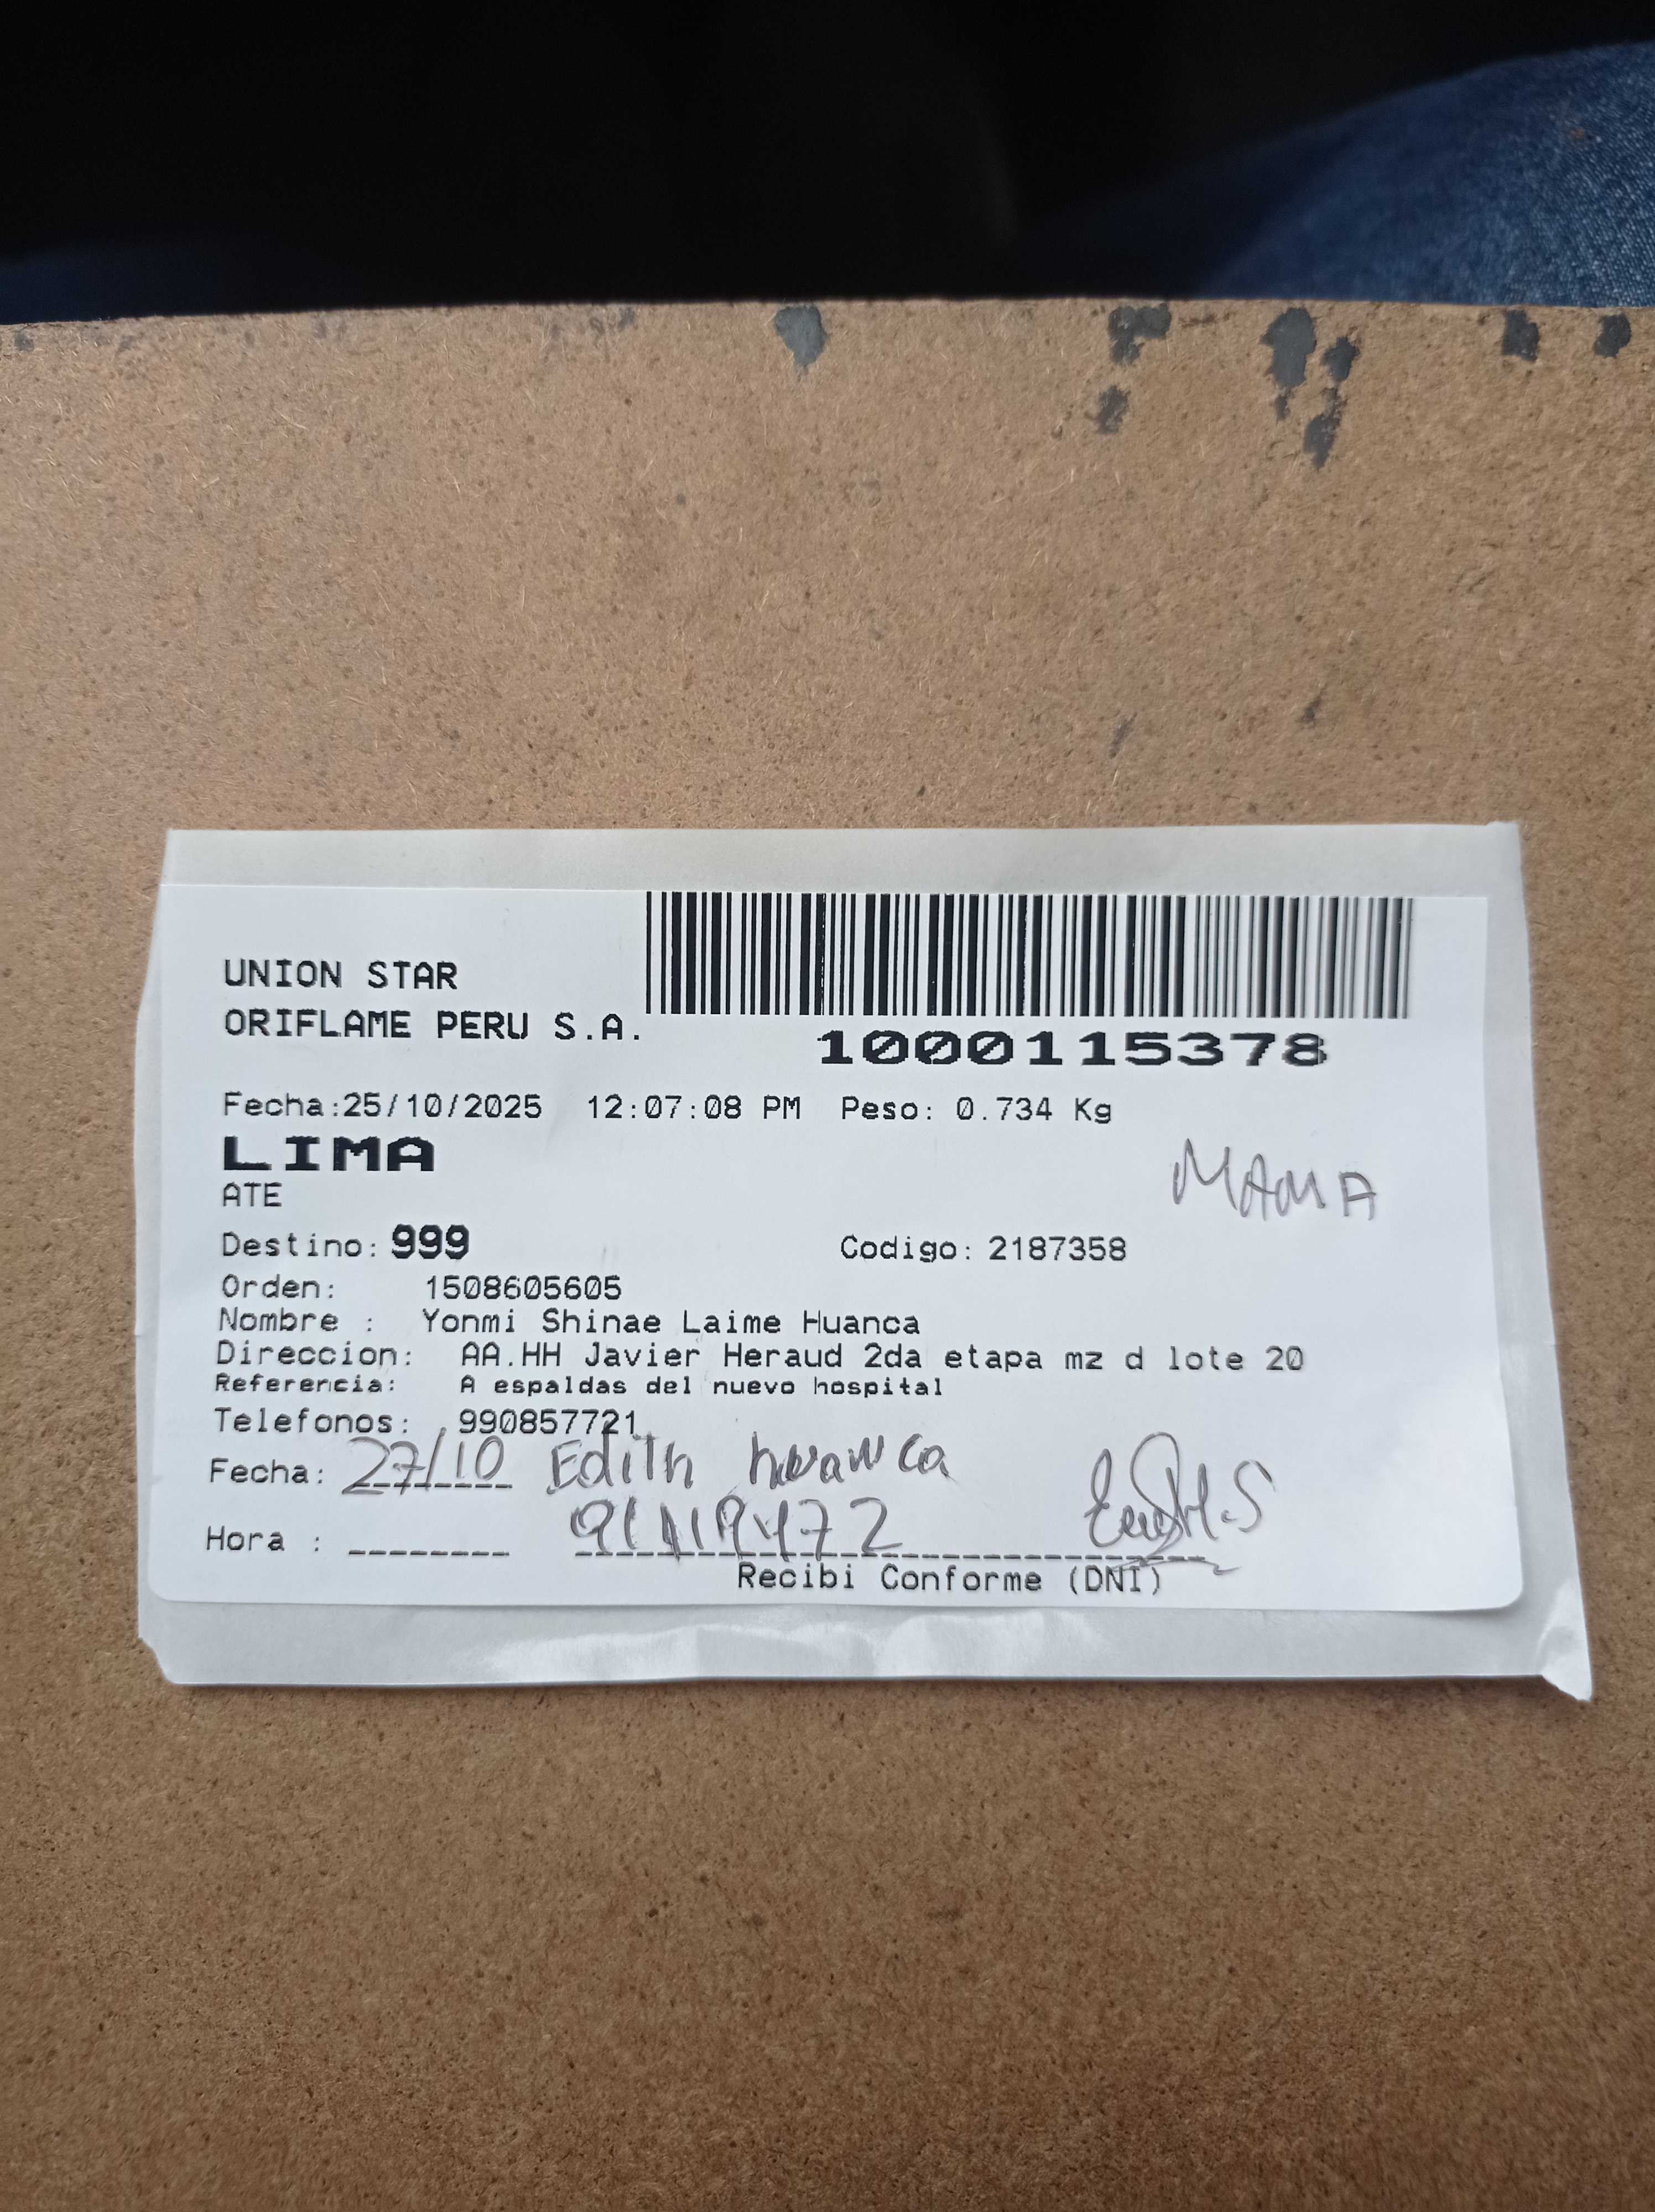 UNION STAR
ORIFLAME PERU S.A.
1000115378
Fecha:25/10/2025 12:07:08 PM Peso: 0.734 Kg
LIMA
MAMA
ATE
Destino: 999 Codigo: 2187358
Orden: 1508605605
Nombre : Yonmi Shinae Laime Huanca
Direccion: AA.HH Javier Heraud 2da etapa mz d lote 20
Referencia: A espaldas del nuevo hospital
Telefonos: 990857721
Fecha: 27/10 Edith huanca
Hora :
Recibi Conforme (DNI)